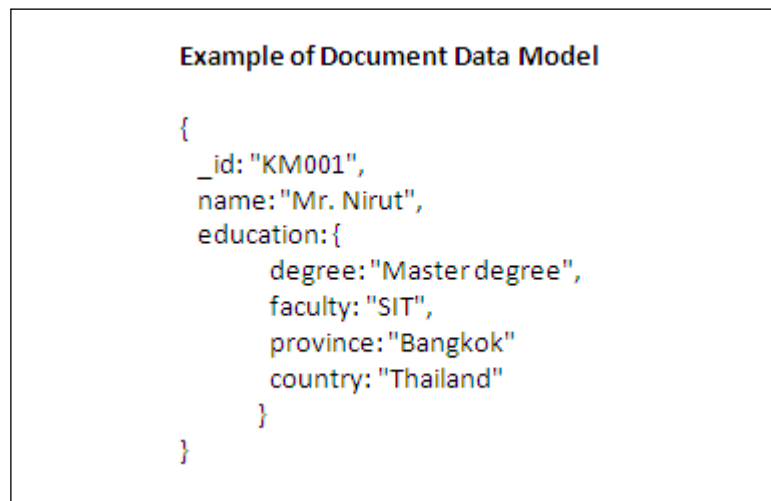 Example of Document Data Model
{
_id: "KM001",
name: "Mr. Nirut",
education: {
degree: "Master degree",
faculty: "SIT",
province: "Bangkok"
country: "Thailand"
}
}